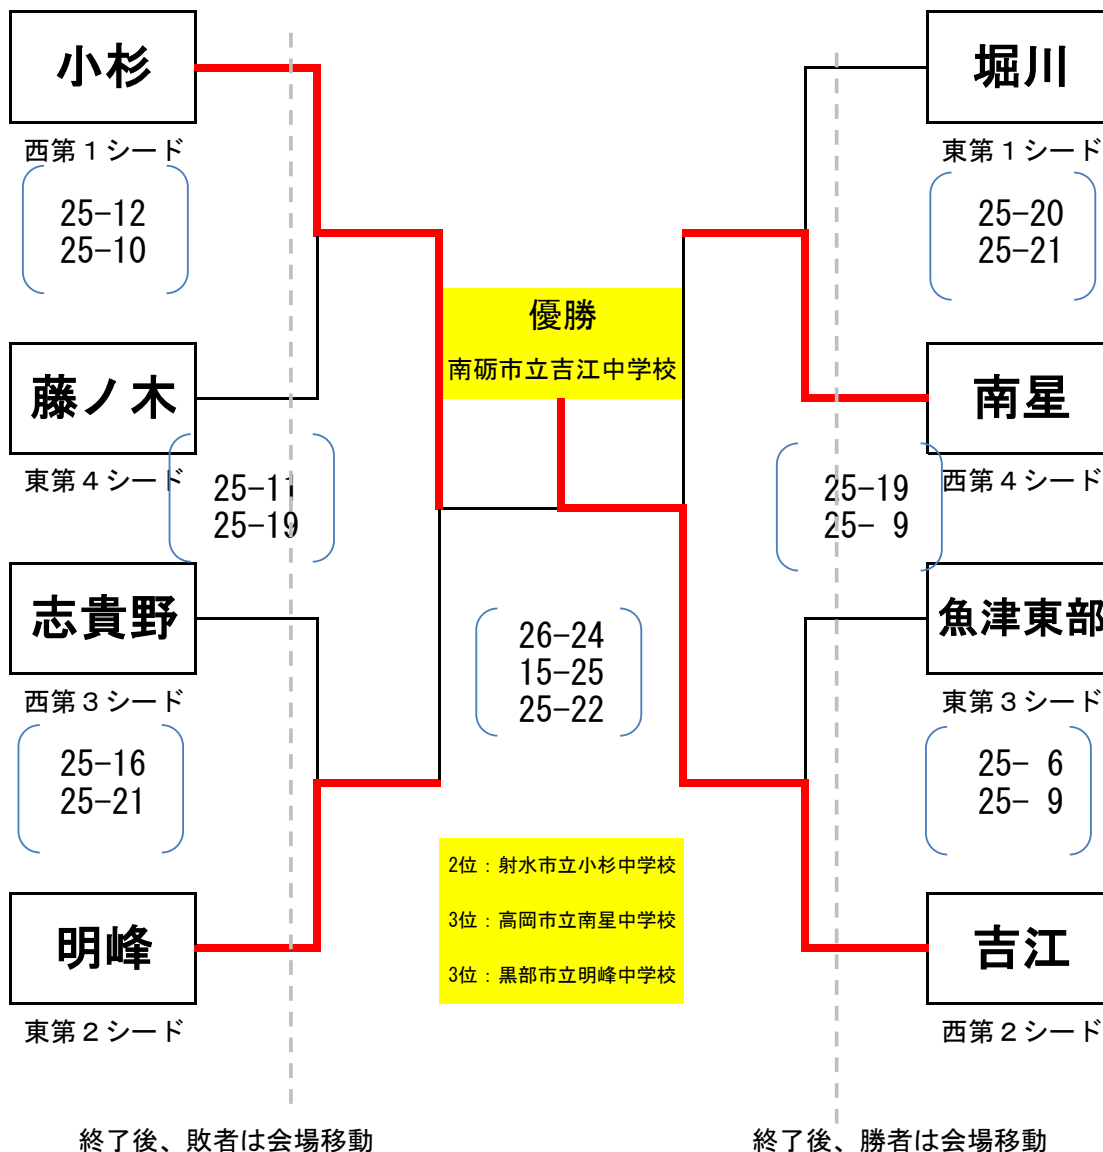 小杉
西第1シード
25-12
25-10
藤ノ木
東第4シード
25-11
25-19
志貴野
西第3シード
25-16
25-21
明峰
東第2シード
終了後、敗者は会場移動
優勝
南砺市立吉江中学校
26-24
15-25
25-22
2位：射水市立小杉中学校
3位：高岡市立南星中学校
3位：黒部市立明峰中学校
堀川
東第1シード
25-20
25-21
南星
西第4シード
25-19
25- 9
魚津東部
東第3シード
25- 6
25- 9
吉江
西第2シード
終了後、勝者は会場移動